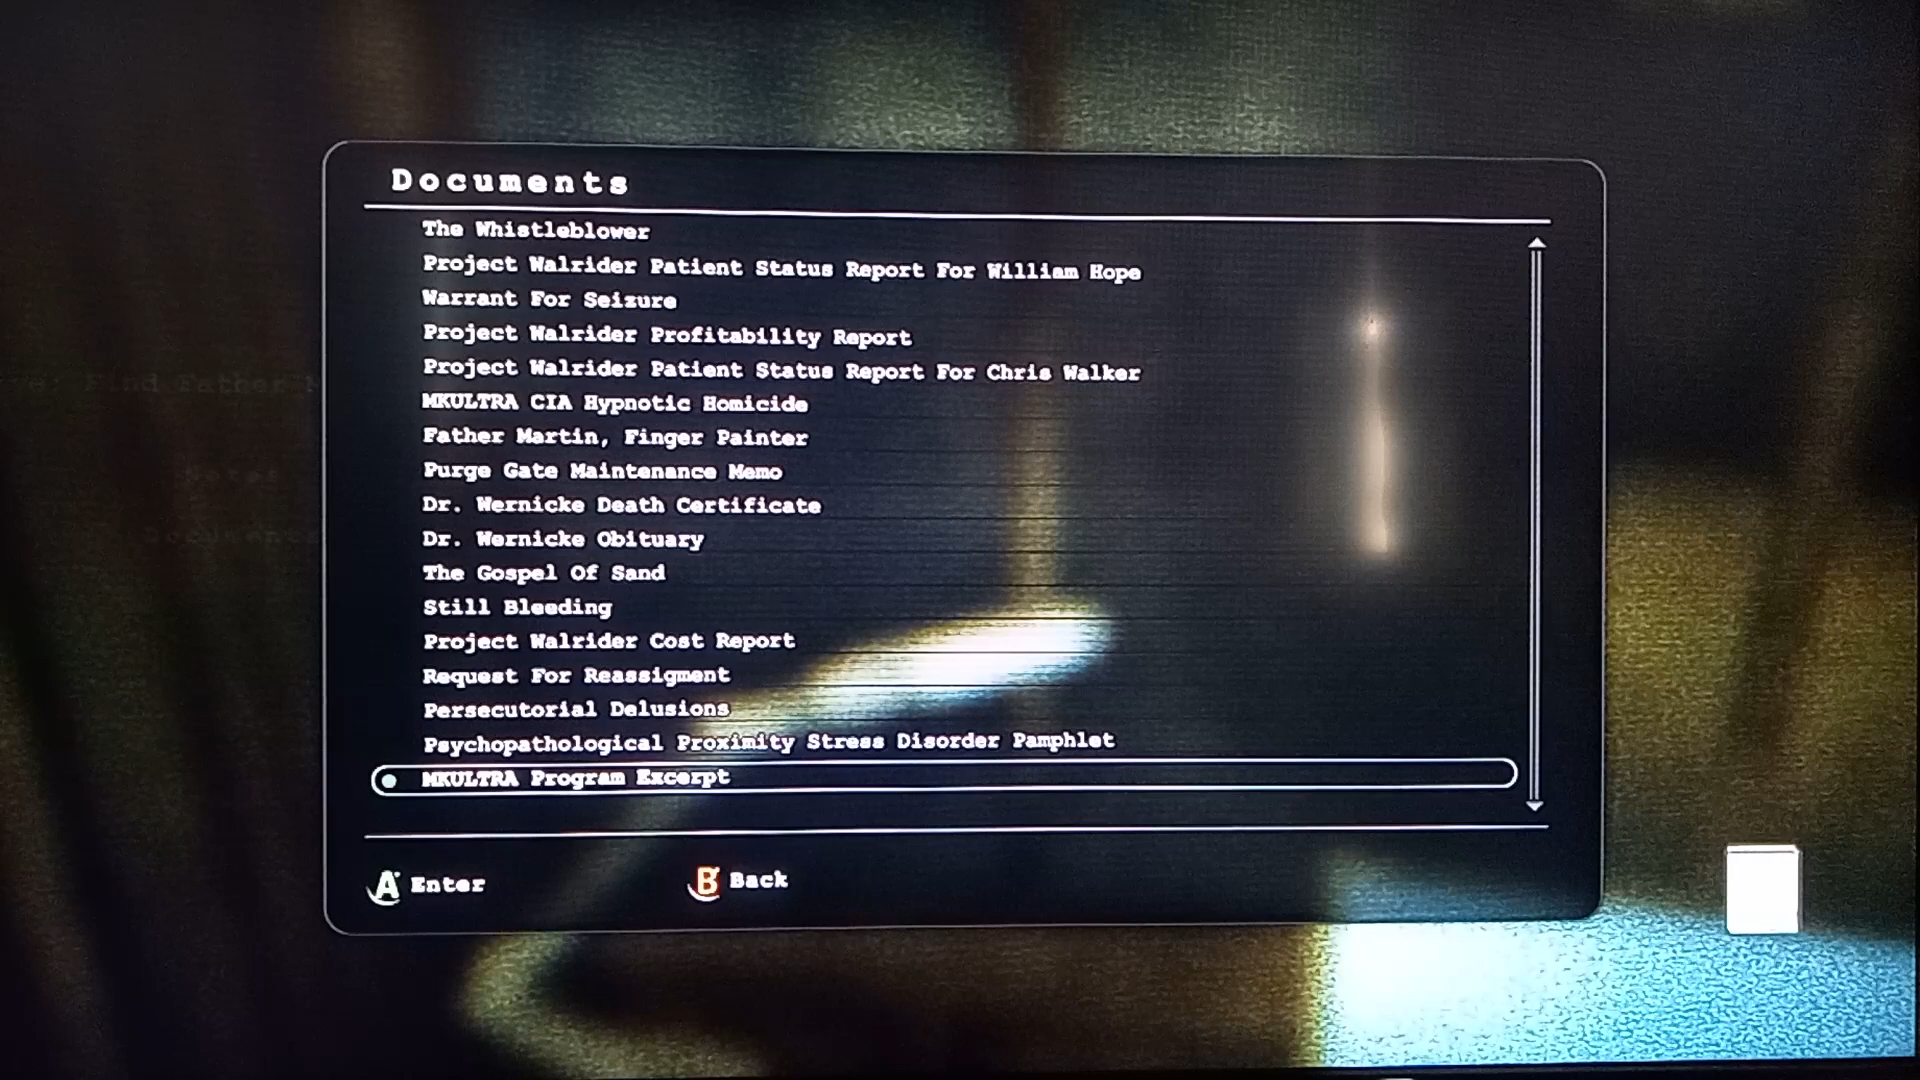 Documents
The Whistleblower
Project Walrider Patient Status Report For William Hope
Warrant For Seizure
Project Walrider Profitability Report
Project Walrider Patient Status Report For Chris Walker
MKULTRA CIA Hypnotic Homicide
Find Father
Father Martin, Finger Painter
Purge Gate Maintenance Memo
Dr. Wernicke Death Certificate
Documents
Dr. Wernicke Obituary
The Gospel Of Sand
Still Bleeding
Project Walrider Cost Report
Request For Reassigment
Persecutorial Delusions
Psychopathological Proximity Stress Disorder Pamphlet
MKULTRA Program Excerpt
A Enter
B Back